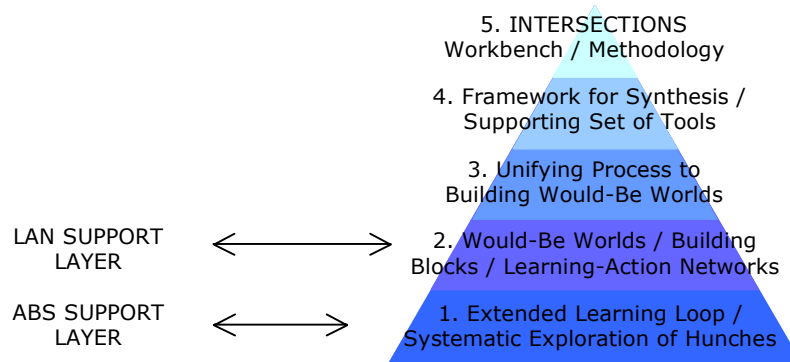 5. INTERSECTIONS
Workbench / Methodology
4. Framework for Synthesis /
Supporting Set of Tools
3. Unifying Process to
Building Would-Be Worlds
LAN SUPPORT
LAYER
2. Would-Be Worlds / Building
Blocks / Learning-Action Networks
ABS SUPPORT
LAYER
1. Extended Learning Loop /
Systematic Exploration of Hunches